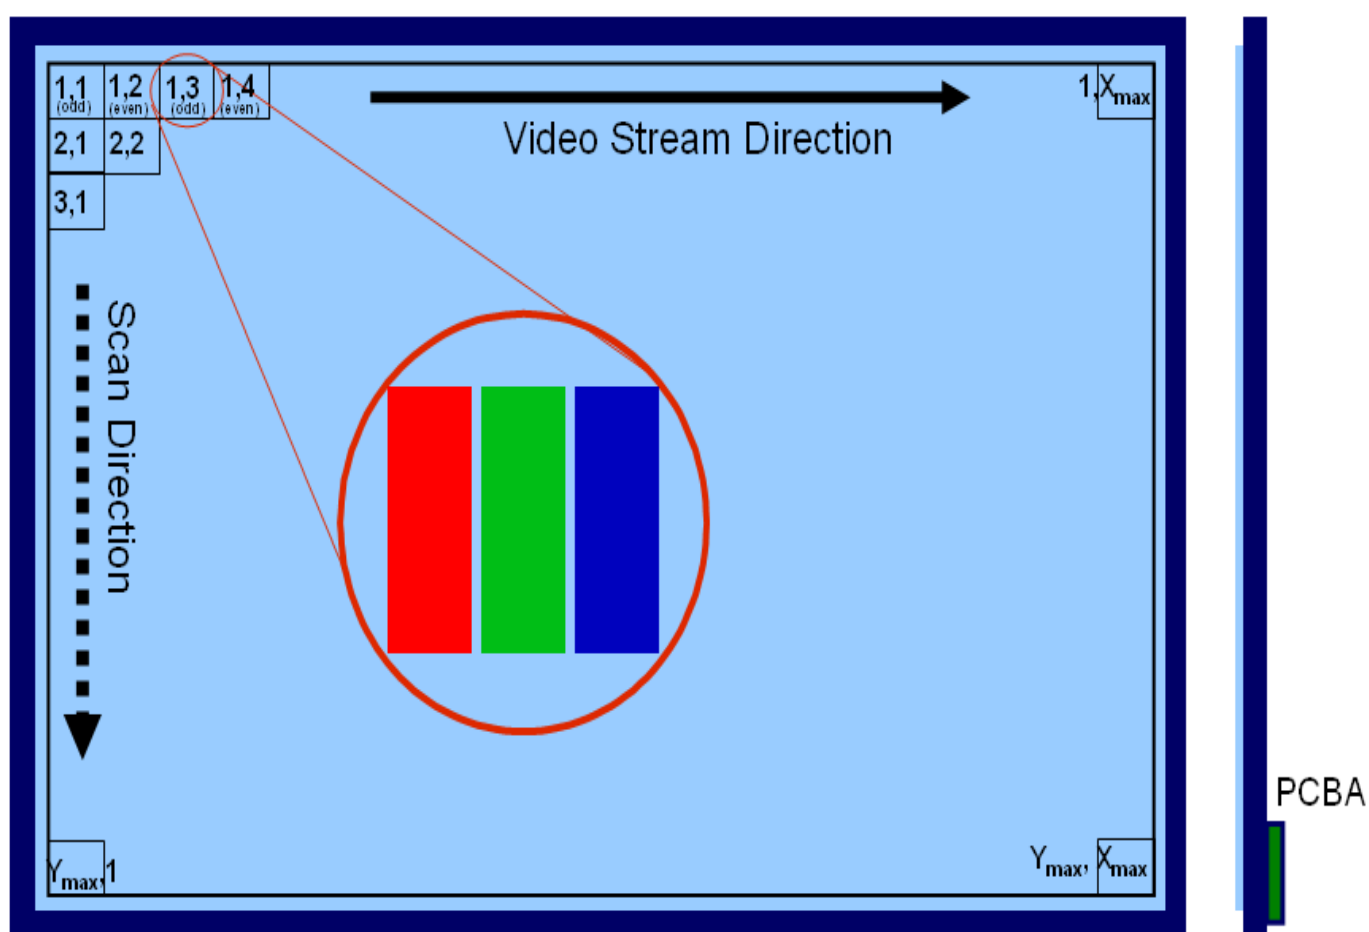 1,1 1,2 1,3 1,4 1,Xmax
(odd) (even) (odd) (even)
Video Stream Direction
2,1 2,2
3,1
Scan Direction
PCBA
Ymax,1 Ymax, Xmax